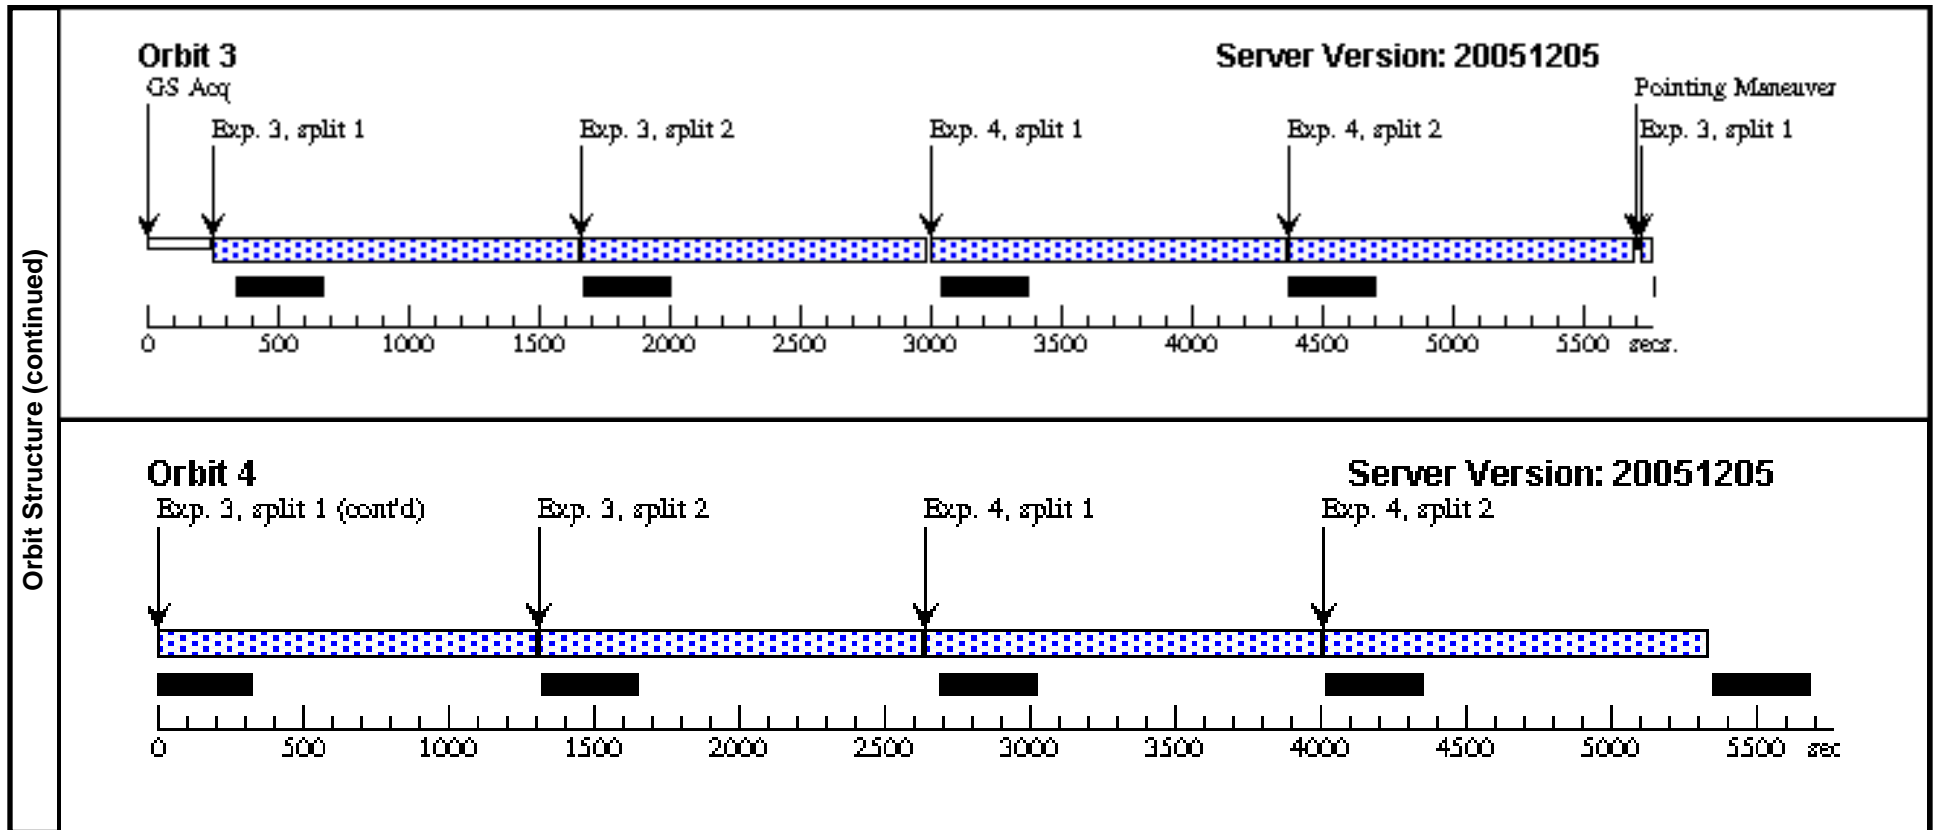 Orbit Structure (continued)
Orbit 3
Server Version: 20051205
GS Acq
Pointing Maneuver
Exp. 3, split 1
Exp. 3, split 2
Exp. 4, split 1
Exp. 4, split 2
Exp. 3, split 1
0 500 1000 1500 2000 2500 3000 3500 4000 4500 5000 5500 secs.
Orbit 4
Server Version: 20051205
Exp. 3, split 1 (cont'd)
Exp. 3, split 2
Exp. 4, split 1
Exp. 4, split 2
0 500 1000 1500 2000 2500 3000 3500 4000 4500 5000 5500 sec